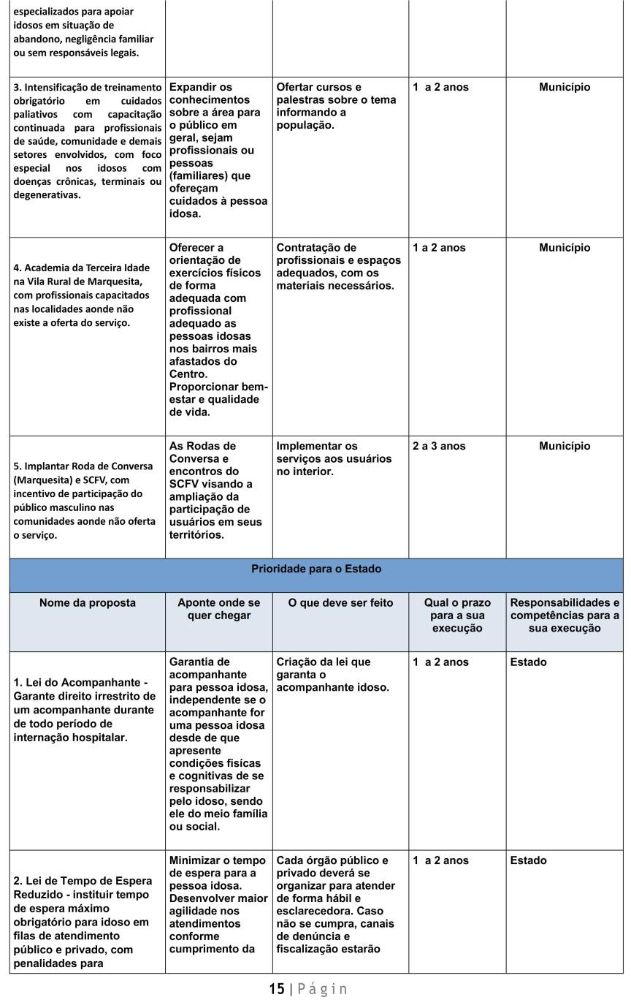 especializados para apoiar
idosos em situação de
abandono, negligência familiar
ou sem responsáveis legais.
3. Intensificação de treinamento
obrigatório em cuidados
paliativos com capacitação
continuada para profissionais
de saúde, comunidade e demais
setores envolvidos, com foco
especial nos idosos com
doenças crônicas, terminais ou
degenerativas.
Expandir os
conhecimentos
sobre a área para
o público em
geral, sejam
profissionais ou
pessoas
(familiares) que
ofereçam
cuidados à pessoa
idosa.
Ofertar cursos e
palestras sobre o tema
informando a
população.
1 a 2 anos
Município
4. Academia da Terceira Idade
na Vila Rural de Marquesita,
com profissionais capacitados
nas localidades aonde não
existe a oferta do serviço.
Oferecer a
orientação de
exercícios físicos
de forma
adequada com
profissional
adequado as
pessoas idosas
nos bairros mais
afastados do
Centro.
Proporcionar bem-
estar e qualidade
de vida.
Contratação de
profissionais e espaços
adequados, com os
materiais necessários.
1 a 2 anos
Município
5. Implantar Roda de Conversa
(Marquesita) e SCFV, com
incentivo de participação do
público masculino nas
comunidades aonde não oferta
o serviço.
As Rodas de
Conversa e
encontros do
SCFV visando a
ampliação da
participação de
usuários em seus
territórios.
Implementar os
serviços aos usuários
no interior.
2 a 3 anos
Município
Prioridade para o Estado
Nome da proposta
Aponte onde se
quer chegar
O que deve ser feito
Qual o prazo
para a sua
execução
Responsabilidades e
competências para a
sua execução
1. Lei do Acompanhante -
Garante direito irrestrito de
um acompanhante durante
de todo período de
internação hospitalar.
Garantia de
acompanhante
para pessoa idosa,
independente se o
acompanhante for
uma pessoa idosa
desde de que
apresente
condições fisícas
e cognitivas de se
responsabilizar
pelo idoso, sendo
ele do meio família
ou social.
Criação da lei que
garanta o
acompanhante idoso.
1 a 2 anos
Estado
2. Lei de Tempo de Espera
Reduzido - instituir tempo
de espera máximo
obrigatório para idoso em
filas de atendimento
público e privado, com
penalidades para
Minimizar o tempo
de espera para a
pessoa idosa.
Desenvolver maior
agilidade nos
atendimentos
conforme
cumprimento da
Cada órgão público e
privado deverá se
organizar para atender
de forma hábil e
esclarecedora. Caso
não se cumpra, canais
de denúncia e
fiscalização estarão
1 a 2 anos
Estado
15 | Págin